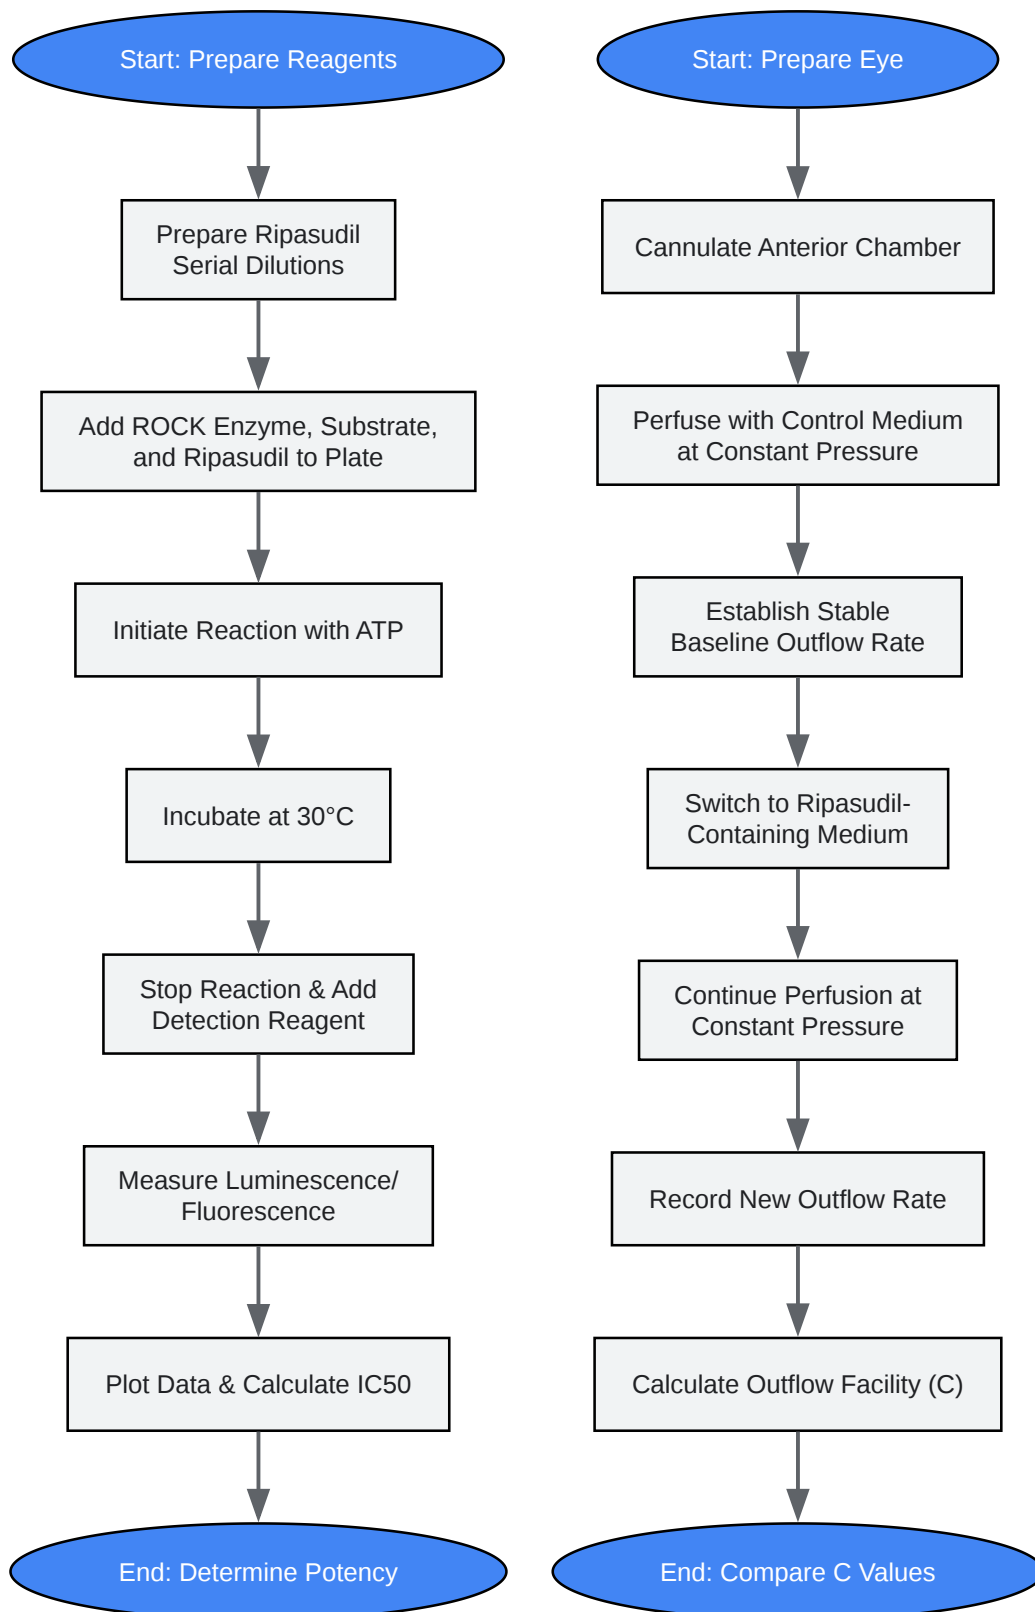 Start: Prepare Reagents
Prepare Ripasudil
Serial Dilutions
Add ROCK Enzyme, Substrate,
and Ripasudil to Plate
Initiate Reaction with ATP
Incubate at 30°C
Stop Reaction & Add
Detection Reagent
Measure Luminescence/
Fluorescence
Plot Data & Calculate IC50
End: Determine Potency
Start: Prepare Eye
Cannulate Anterior Chamber
Perfuse with Control Medium
at Constant Pressure
Establish Stable
Baseline Outflow Rate
Switch to Ripasudil-
Containing Medium
Continue Perfusion at
Constant Pressure
Record New Outflow Rate
Calculate Outflow Facility (C)
End: Compare C Values